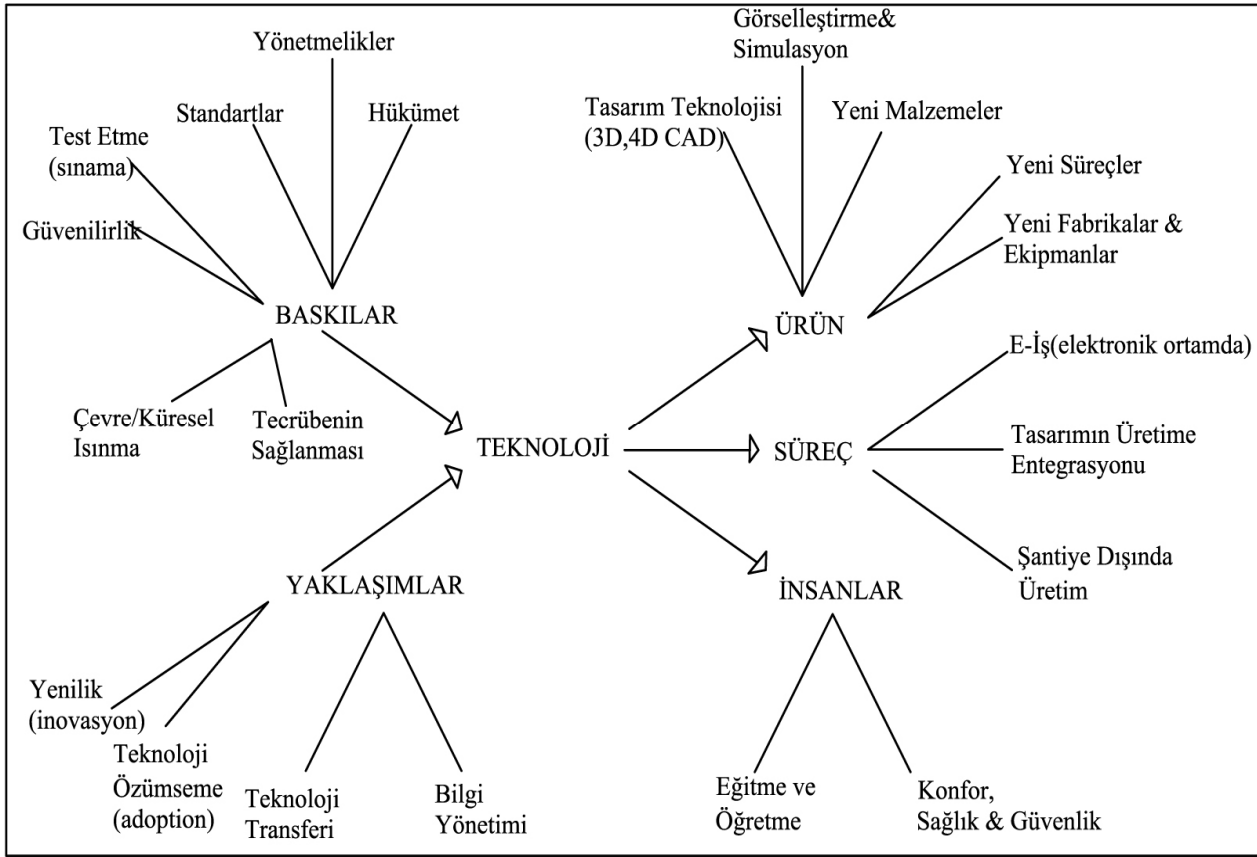 Yönetmelikler
Standartlar
Hükümet
Test Etme
(sınama)
Güvenilirlik
BASKILAR
Çevre/Küresel
Isınma
Tecrübenin
Sağlanması
Görselleştirme&
Simulasyon
Tasarım Teknolojisi
(3D,4D CAD)
Yeni Malzemeler
Yeni Süreçler
Yeni Fabrikalar &
Ekipmanlar
ÜRÜN
E-İş(elektronik ortamda)
TEKNOLOJİ
SÜREÇ
Tasarımın Üretime
Entegrasyonu
Şantiye Dışında
Üretim
YAKLAŞIMLAR
Yenilik
(inovasyon)
Teknoloji
Özümseme
(adoption)
Teknoloji
Transferi
Bilgi
Yönetimi
İNSANLAR
Eğitme ve
Öğretme
Konfor,
Sağlık & Güvenlik